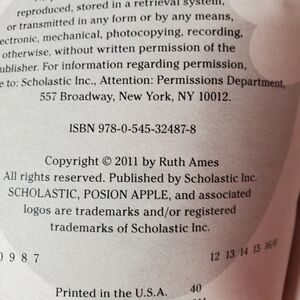 reproduced, stored in a retrieval system,
or transmitted in any form or by any means,
ectronic, mechanical, photocopying, recording,
otherwise, without written permission of the
ublisher. For information regarding permission,
e to: Scholastic Inc., Attention: Permissions Department,
557 Broadway, New York, NY 10012.
ISBN 978-0-545-32487-8
Copyright © 2011 by Ruth Ames
All rights reserved. Published by Scholastic Inc.
SCHOLASTIC, POSION APPLE, and associated
logos are trademarks and/or registered
trademarks of Scholastic Inc.
0 9 8 7
12 13 14 15 16/0
Printed in the U.S.A.
40